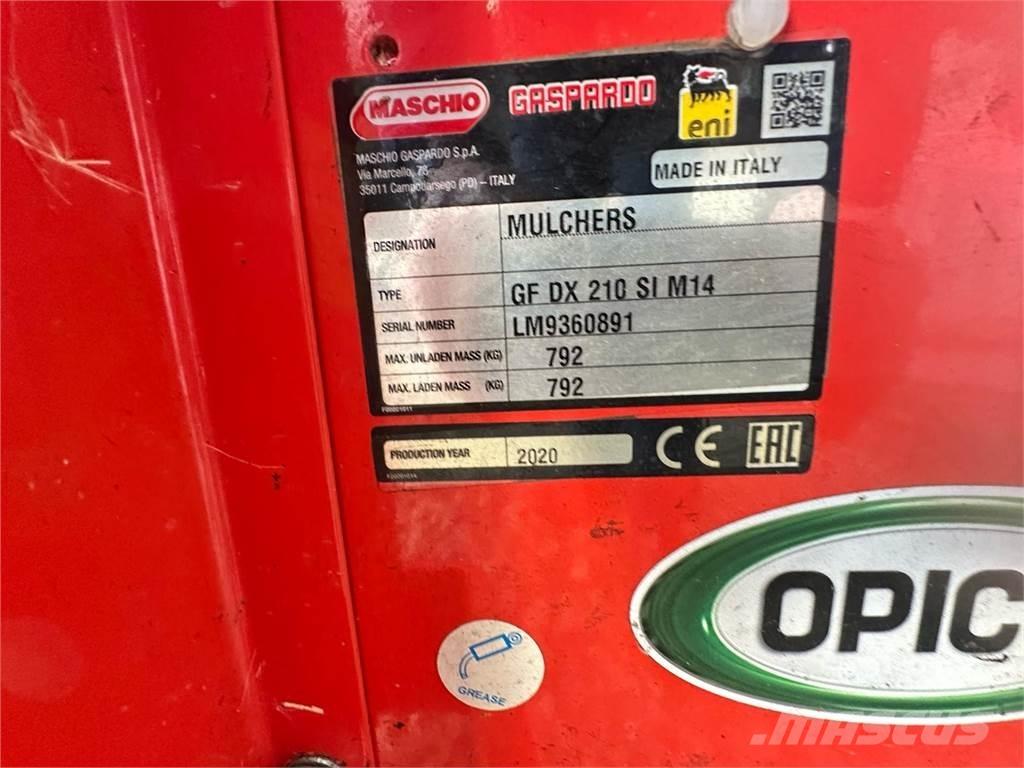 MASCHIO GASPARDO eni
MASCHIO GASPARDO S.p.A.
Via Marcello, 73
35011 Campodarsego (PD) – ITALY
MADE IN ITALY
DESIGNATION MULCHERS
TYPE GF DX 210 SI M14
SERIAL NUMBER LM9360891
MAX. UNLADEN MASS (KG) 792
MAX. LADEN MASS (KG) 792
PRODUCTION YEAR 2020 CE EAC
OPIC
GREASE
MASCUS